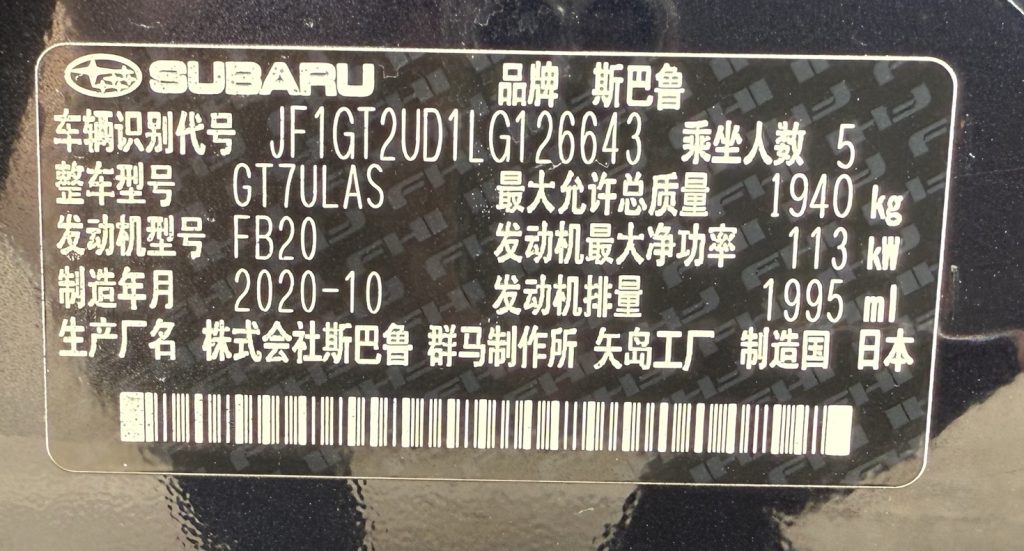 SUBARU 品牌 斯巴鲁
车辆识别代号 JF1GT2UD1LG126643 乘坐人数 5
整车型号 GT7ULAS 最大允许总质量 1940 kg
发动机型号 FB20 发动机最大净功率 113 kW
制造年月 2020-10 发动机排量 1995 ml
生产厂名 株式会社斯巴鲁 群马制作所 矢岛工厂 制造国 日本